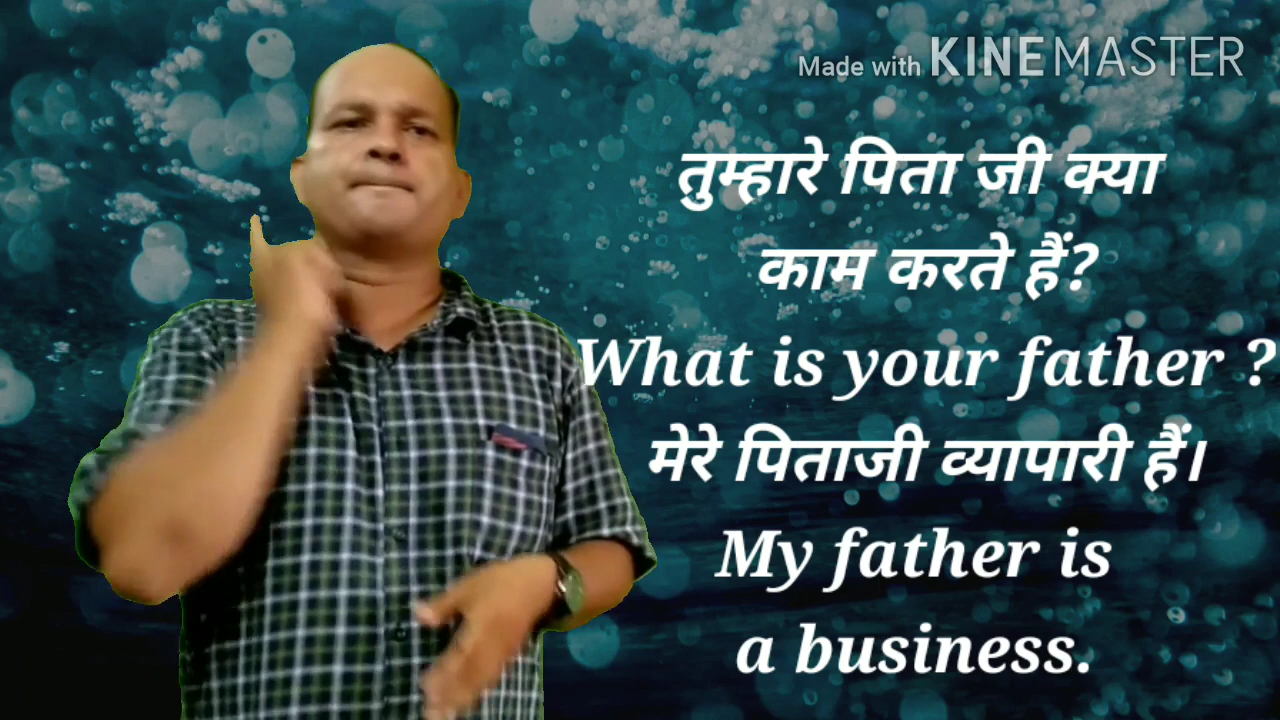 Made with KINEMASTER
तुम्हारे पिता जी क्या
काम करते हैं?
What is your father ?
मेरे पिताजी व्यापारी हैं।
My father is
a business.